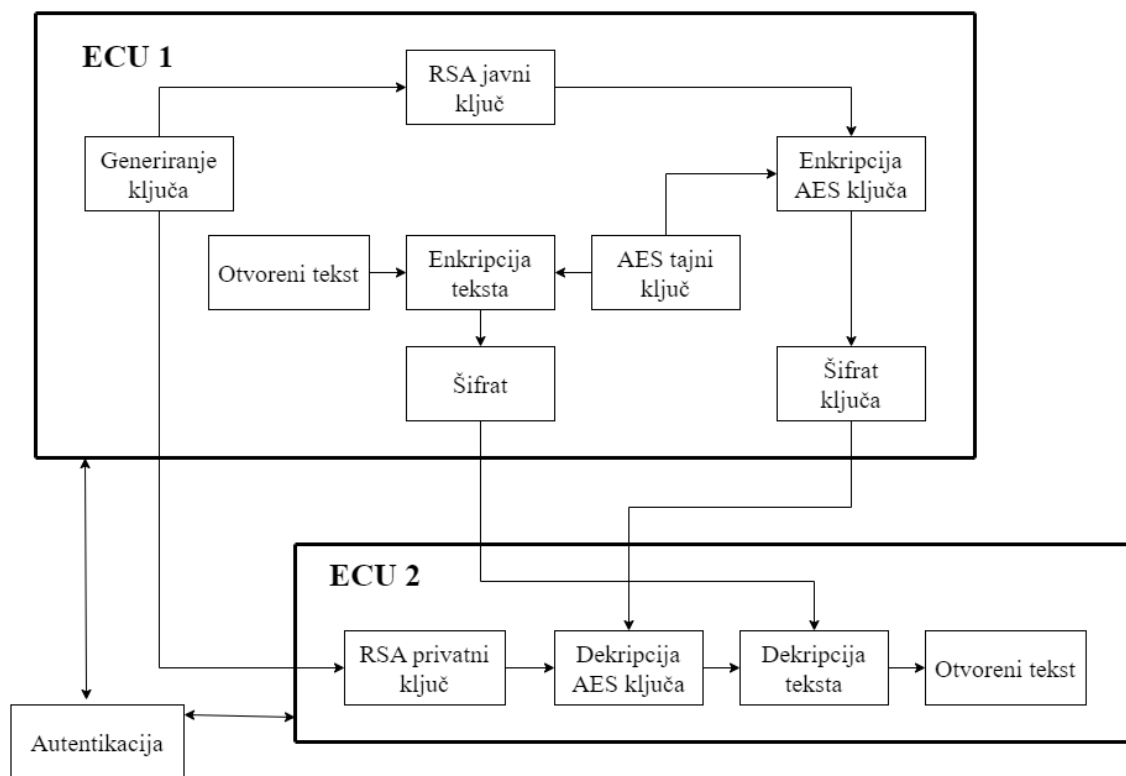 ECU 1
RSA javni
ključ
Generiranje
ključa
Enkripcija
AES ključa
Otvoreni tekst
Enkripcija
teksta
AES tajni
ključ
Šifrat
Šifrat
ključa
ECU 2
RSA privatni
ključ
Dekripcija
AES ključa
Dekripcija
teksta
Otvoreni tekst
Autentikacija